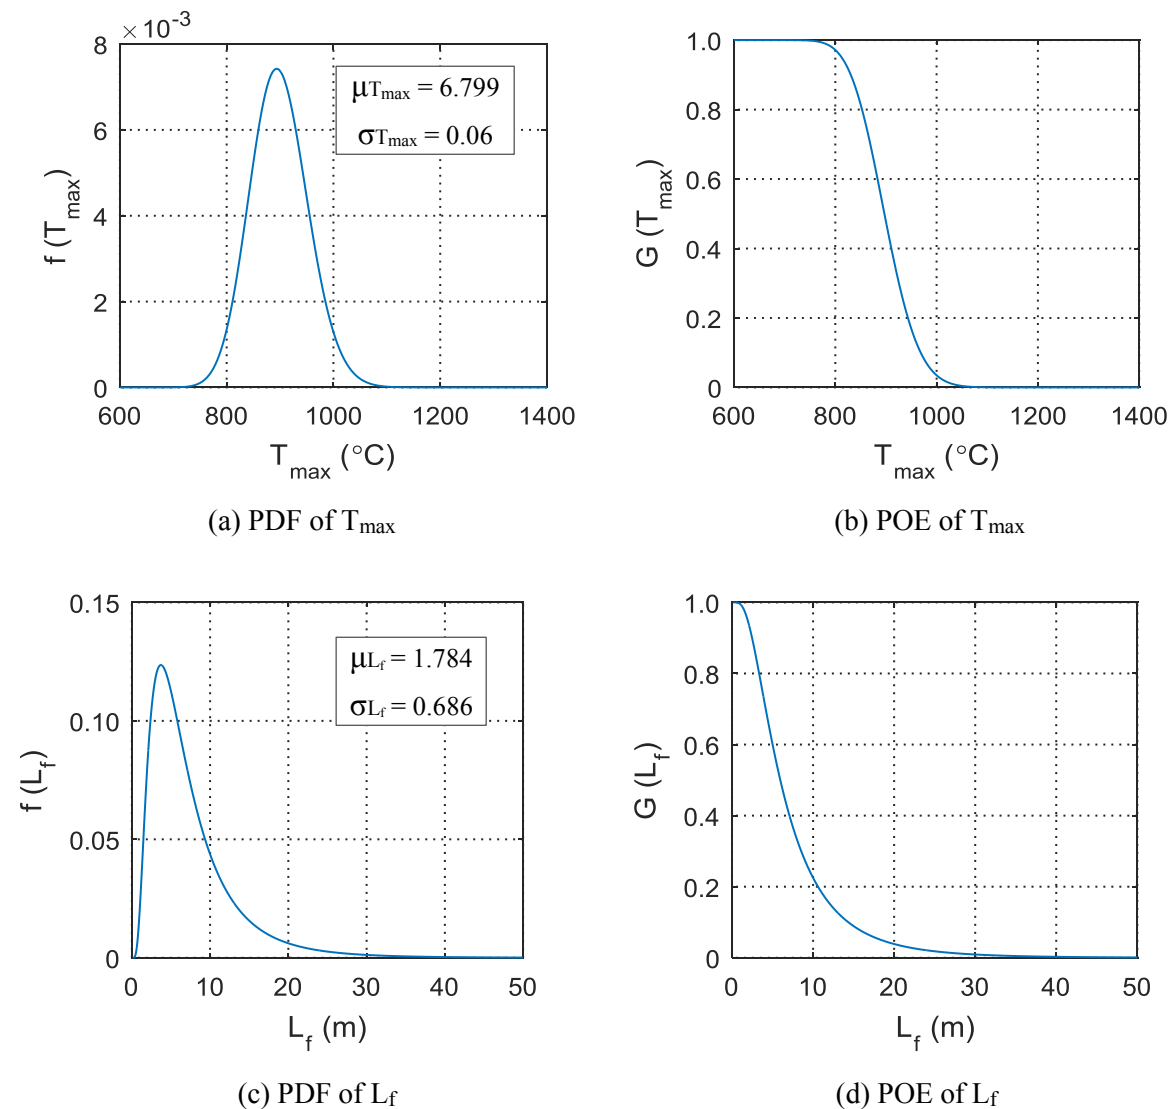 × 10⁻³
8
6
4
2
0
f (T_max)
μT_max = 6.799
σT_max = 0.06
600 800 1000 1200 1400
T_max (°C)
(a) PDF of T_max
1.0
0.8
0.6
0.4
0.2
0
G (T_max)
600 800 1000 1200 1400
T_max (°C)
(b) POE of T_max
0.15
0.10
0.05
0
f (L_f)
μL_f = 1.784
σL_f = 0.686
0 10 20 30 40 50
L_f (m)
(c) PDF of L_f
1.0
0.8
0.6
0.4
0.2
0
G (L_f)
0 10 20 30 40 50
L_f (m)
(d) POE of L_f